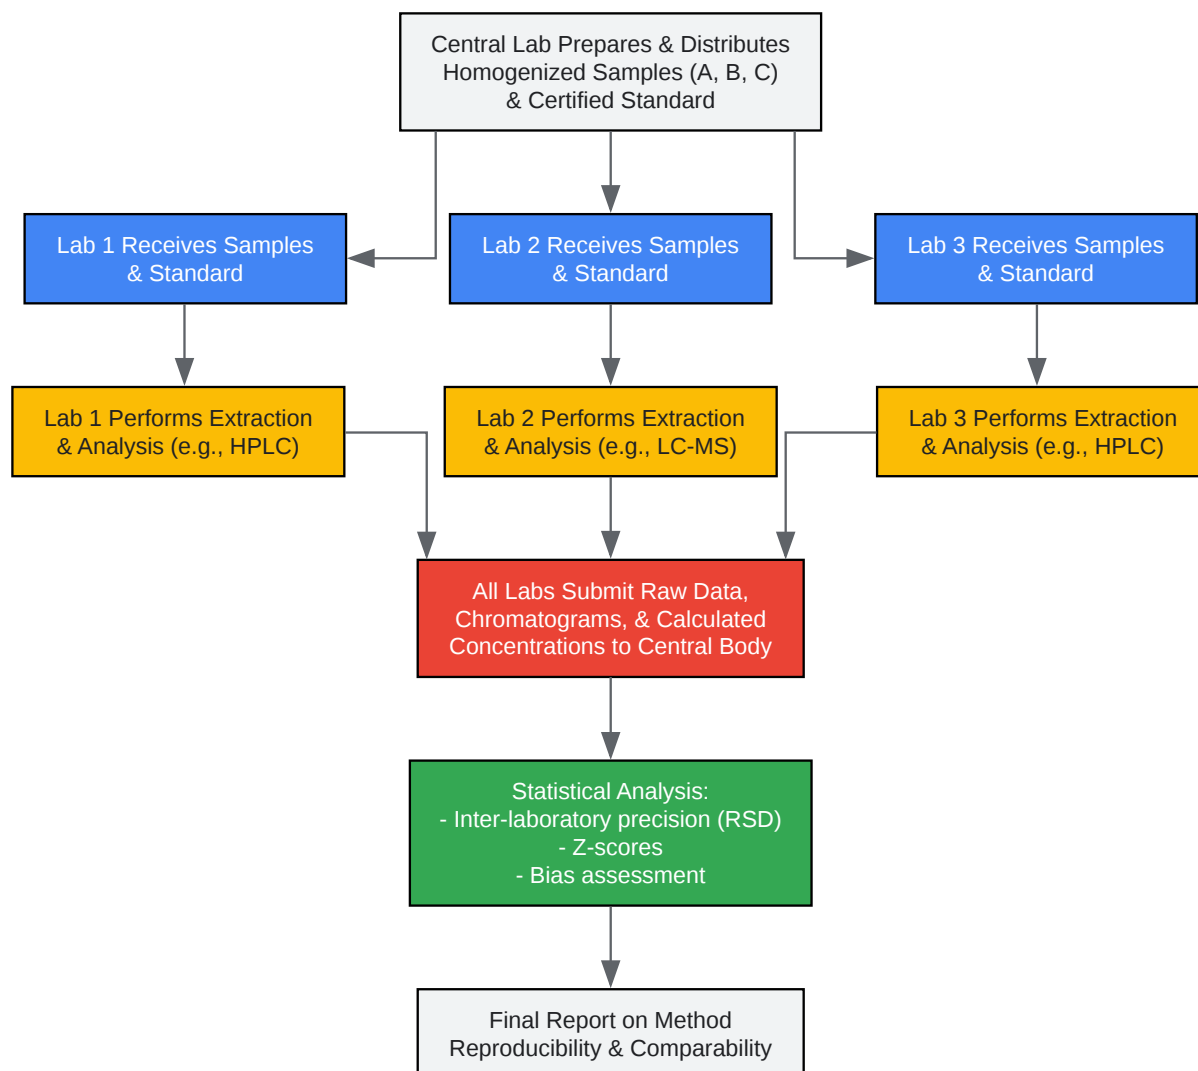 Central Lab Prepares & Distributes
Homogenized Samples (A, B, C)
& Certified Standard
Lab 1 Receives Samples
& Standard
Lab 2 Receives Samples
& Standard
Lab 3 Receives Samples
& Standard
Lab 1 Performs Extraction
& Analysis (e.g., HPLC)
Lab 2 Performs Extraction
& Analysis (e.g., LC-MS)
Lab 3 Performs Extraction
& Analysis (e.g., HPLC)
All Labs Submit Raw Data,
Chromatograms, & Calculated
Concentrations to Central Body
Statistical Analysis:
- Inter-laboratory precision (RSD)
- Z-scores
- Bias assessment
Final Report on Method
Reproducibility & Comparability